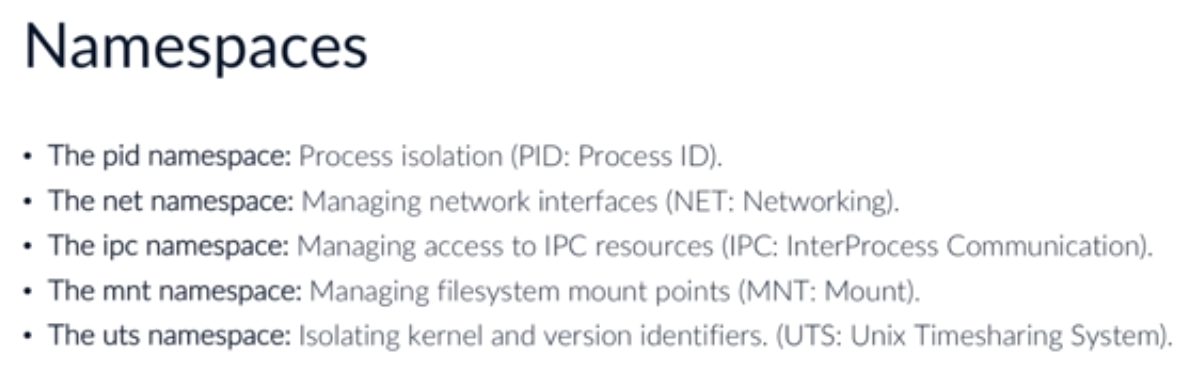 Namespaces
• The pid namespace: Process isolation (PID: Process ID).
• The net namespace: Managing network interfaces (NET: Networking).
• The ipc namespace: Managing access to IPC resources (IPC: InterProcess Communication).
• The mnt namespace: Managing filesystem mount points (MNT: Mount).
• The uts namespace: Isolating kernel and version identifiers. (UTS: Unix Timesharing System).